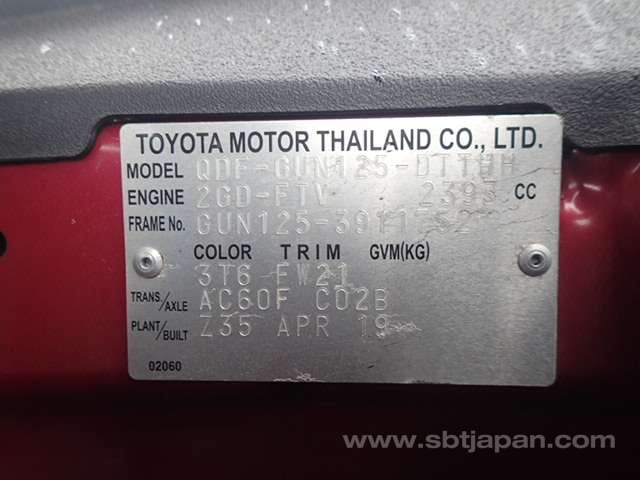 TOYOTA MOTOR THAILAND CO., LTD.
MODEL QDF-GUN125-DTTHH
ENGINE 2GD-FTV 2393 CC
FRAME No.
COLOR TRIM GVM(KG)
3T6 FW21
TRANS./AXLE AC60F C02B
PLANT/BUILT Z35 APR 19
02060
www.sbtjapan.com